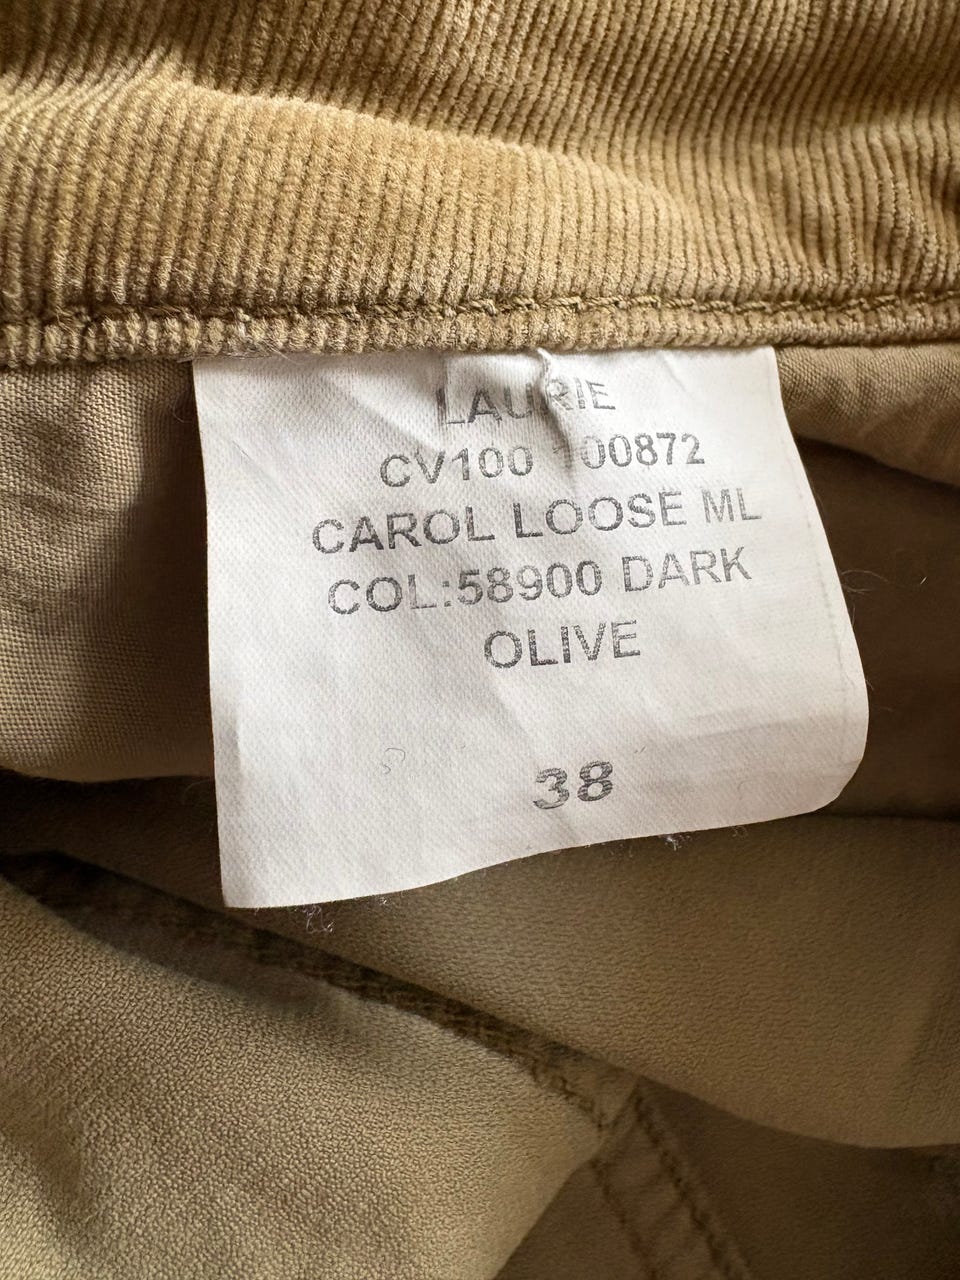 LAURIE
CV100 100872
CAROL LOOSE ML
COL:58900 DARK
OLIVE
38